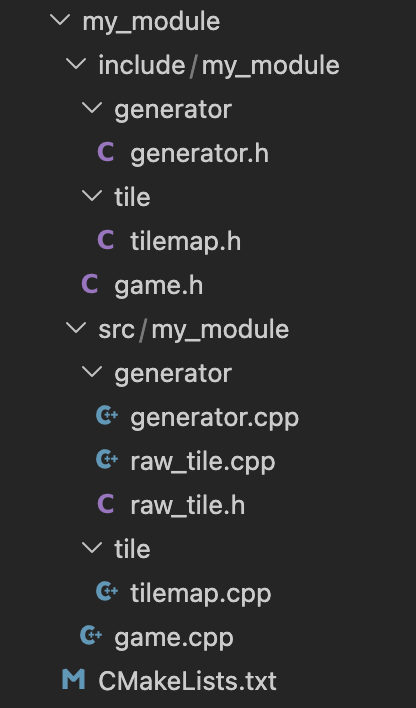 my_module
include/my_module
generator
C generator.h
tile
C tilemap.h
C game.h
src/my_module
generator
C++ generator.cpp
C++ raw_tile.cpp
C raw_tile.h
tile
C++ tilemap.cpp
C++ game.cpp
M CMakeLists.txt